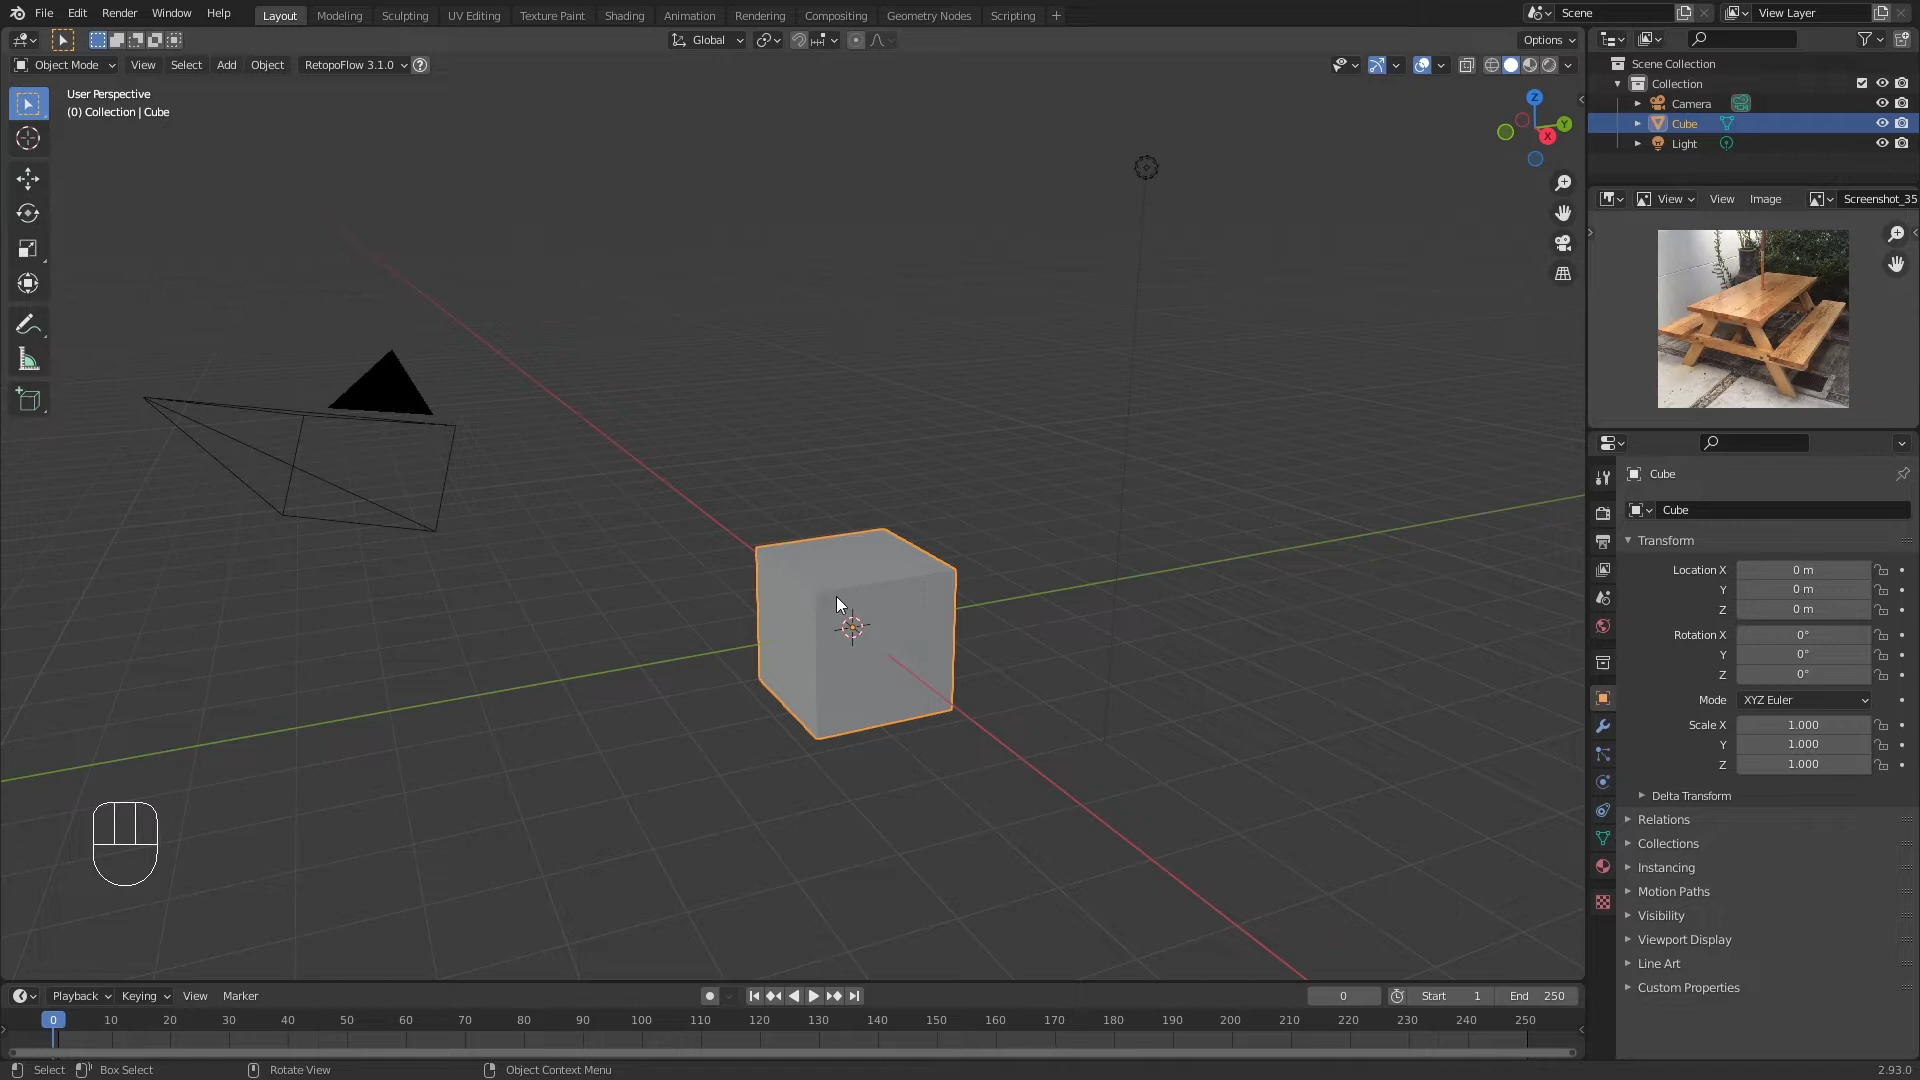 File Edit Render Window Help Layout Modeling Sculpting UV Editing Texture Paint Shading Animation Rendering Compositing Geometry Nodes Scripting + Scene View Layer
Global Options
Object Mode View Select Add Object RetopoFlow 3.1.0
User Perspective
(0) Collection | Cube
Z
Y
X
Scene Collection
Collection
Camera
Cube
Light
View View Image Screenshot_35
Cube
Cube
Transform
Location X 0 m
Y 0 m
Z 0 m
Rotation X 0°
Y 0°
Z 0°
Mode XYZ Euler
Scale X 1.000
Y 1.000
Z 1.000
Delta Transform
Relations
Collections
Instancing
Motion Paths
Visibility
Viewport Display
Line Art
Custom Properties
Playback Keying View Marker 0 Start 1 End 250
0 10 20 30 40 50 60 70 80 90 100 110 120 130 140 150 160 170 180 190 200 210 220 230 240 250
Select Box Select Rotate View Object Context Menu 2.93.0